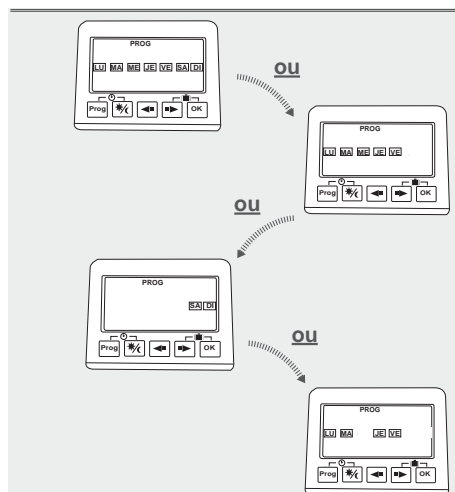 PROG
LU MA ME JE VE SA DI
Prog OK
ou
PROG
LU MA ME JE VE
Prog OK
ou
PROG
SA DI
Prog OK
ou
PROG
LU MA JE VE
Prog OK